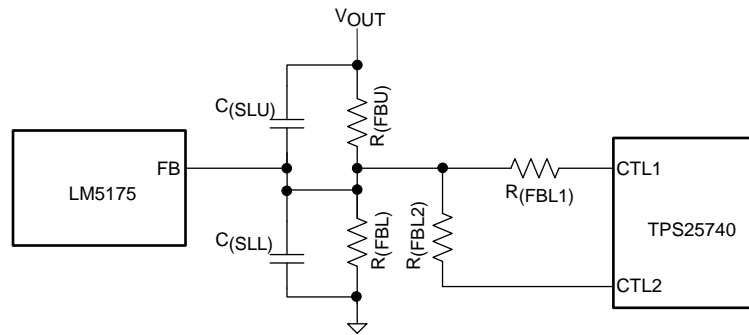 VOUT
C(SLU)
R(FBU)
FB
LM5175
CTL1
R(FBL1)
C(SLL)
R(FBL)
R(FBL2)
TPS25740
CTL2